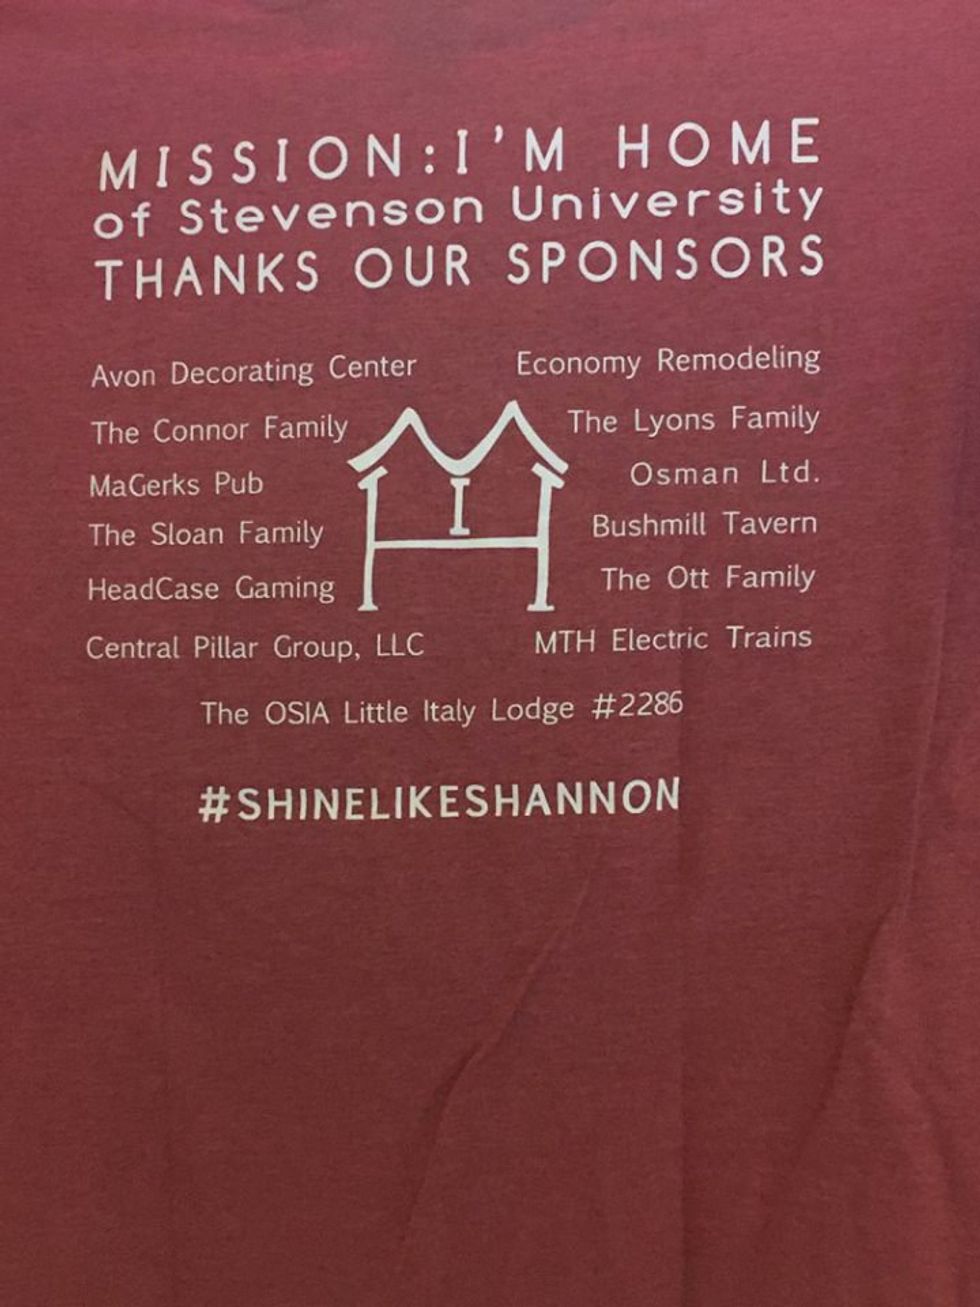 MISSION:I'M HOME
of Stevenson University
THANKS OUR SPONSORS
Avon Decorating Center
Economy Remodeling
The Connor Family
The Lyons Family
MaGerks Pub
Osman Ltd.
The Sloan Family
Bushmill Tavern
HeadCase Gaming
The Ott Family
Central Pillar Group, LLC
MTH Electric Trains
MIH
The OSIA Little Italy Lodge #2286
#SHINELIKESHANNON